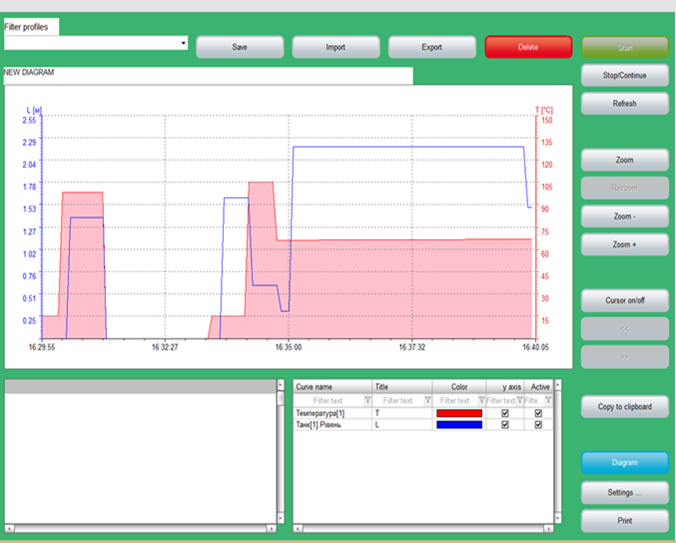 Filter profiles
Save
Import
Export
Delete
Start
NEW DIAGRAM
Stop/Continue
Refresh
L [м]
T [°C]
2.55
150
2.29
135
2.04
120
1.78
105
1.53
90
1.27
75
1.02
60
0.76
45
0.51
30
0.25
15
16:29:55
16:32:27
16:35:00
16:37:32
16:40:05
Zoom
Rezoom
Zoom -
Zoom +
Cursor on/off
<<
>>
Curve name Title Color y axis Active
Filter text Filter text Filter text Filter text Filte...
Температура[1] T
Танк[1].Рівень L
Copy to clipboard
Diagram
Settings ...
Print